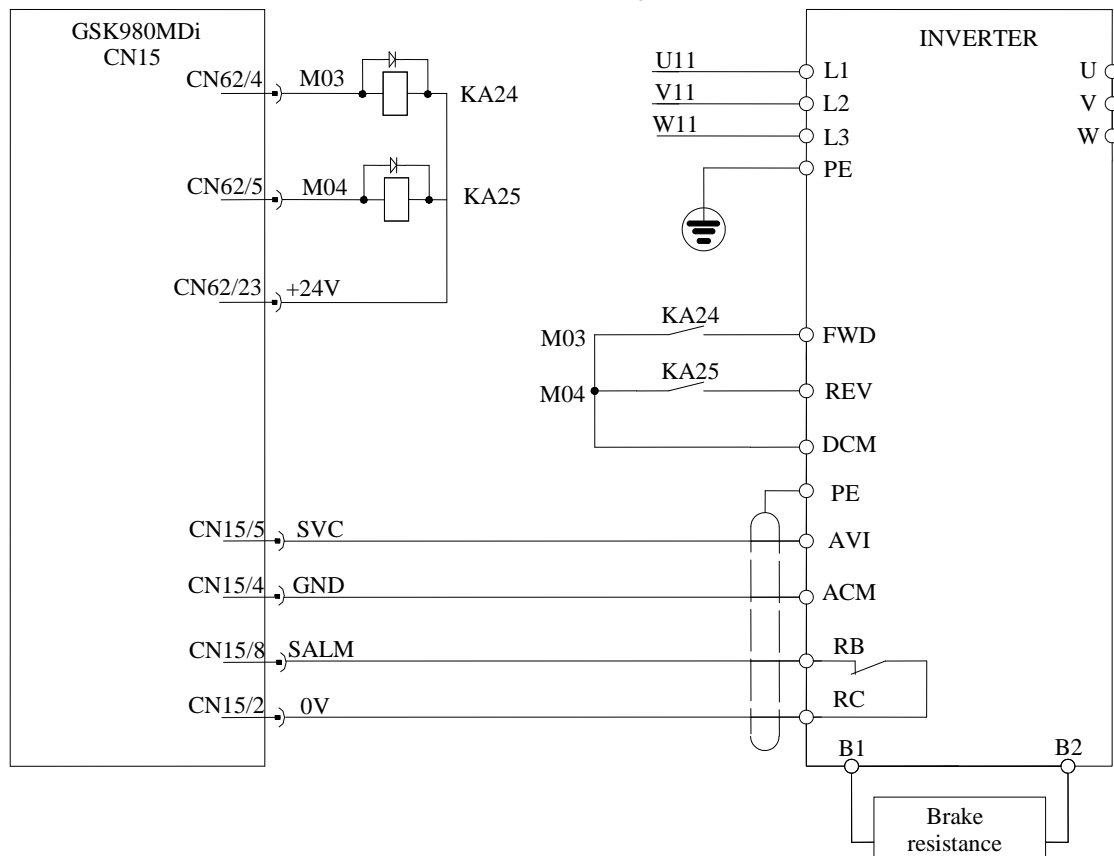 GSK980MDi
CN15
CN62/4 M03
KA24
CN62/5 M04
KA25
CN62/23 +24V
CN15/5 SVC
CN15/4 GND
CN15/8 SALM
CN15/2 0V
INVERTER
U11 L1 U
V11 L2 V
W11 L3 W
PE
KA24
M03 FWD
KA25
M04 REV
DCM
PE
AVI
ACM
RB
RC
B1 B2
Brake
resistance